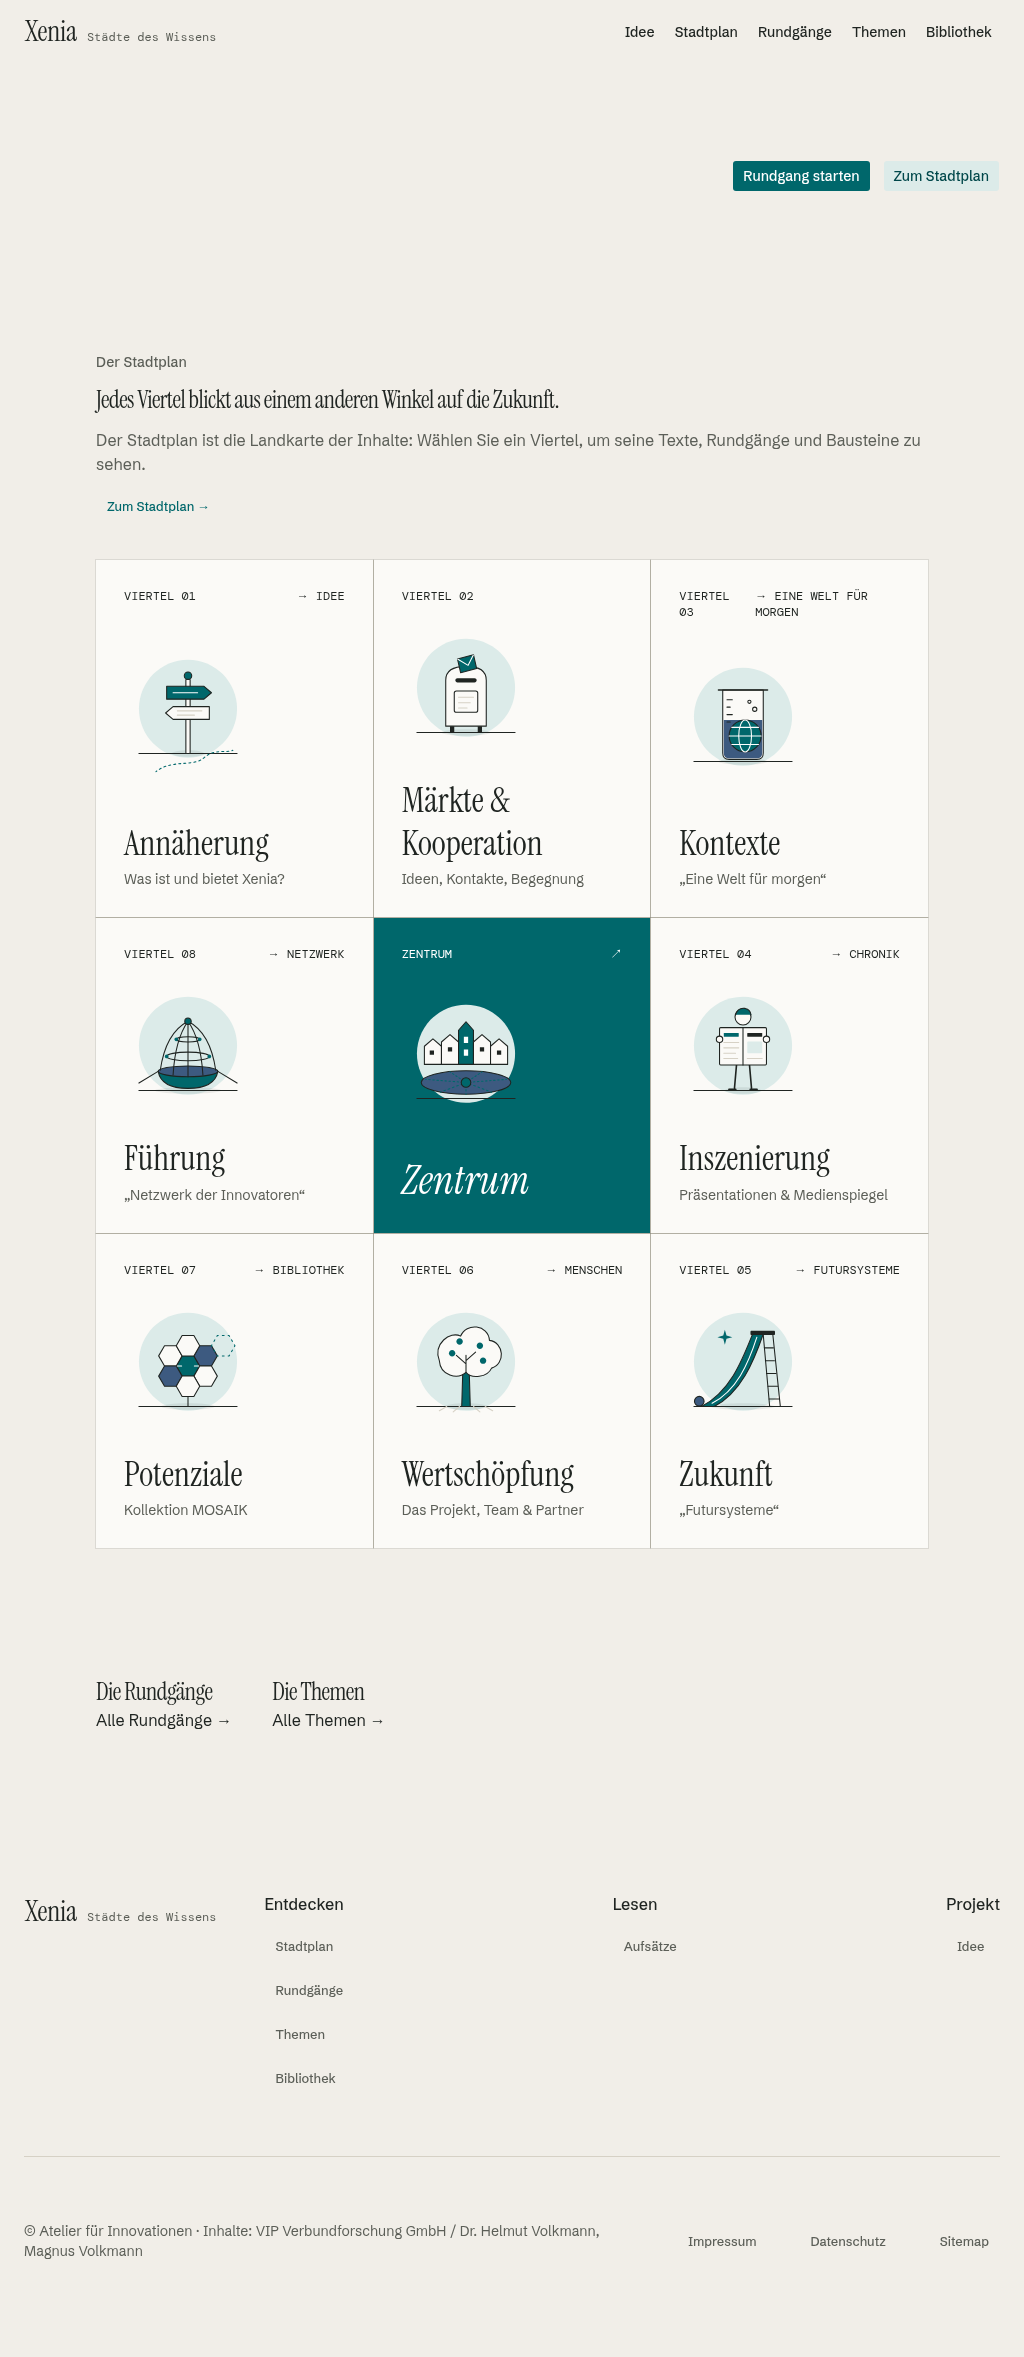 Xenia Städte des Wissens
Idee Stadtplan Rundgänge Themen Bibliothek
Rundgang starten Zum Stadtplan
Der Stadtplan
Jedes Viertel blickt aus einem anderen Winkel auf die Zukunft.
Der Stadtplan ist die Landkarte der Inhalte: Wählen Sie ein Viertel, um seine Texte, Rundgänge und Bausteine zu
sehen.
Zum Stadtplan →
VIERTEL 01 → IDEE
Annäherung
Was ist und bietet Xenia?
VIERTEL 02
Märkte &
Kooperation
Ideen, Kontakte, Begegnung
VIERTEL
03
→ EINE WELT FÜR
MORGEN
Kontexte
„Eine Welt für morgen“
VIERTEL 08 → NETZWERK
Führung
„Netzwerk der Innovatoren“
ZENTRUM ↗
Zentrum
VIERTEL 04 → CHRONIK
Inszenierung
Präsentationen & Medienspiegel
VIERTEL 07 → BIBLIOTHEK
Potenziale
Kollektion MOSAIK
VIERTEL 06 → MENSCHEN
Wertschöpfung
Das Projekt, Team & Partner
VIERTEL 05 → FUTURSYSTEME
Zukunft
„Futursysteme“
Die Rundgänge
Alle Rundgänge →
Die Themen
Alle Themen →
Xenia Städte des Wissens
Entdecken
Stadtplan
Rundgänge
Themen
Bibliothek
Lesen
Aufsätze
Projekt
Idee
© Atelier für Innovationen · Inhalte: VIP Verbundforschung GmbH / Dr. Helmut Volkmann,
Magnus Volkmann
Impressum Datenschutz Sitemap